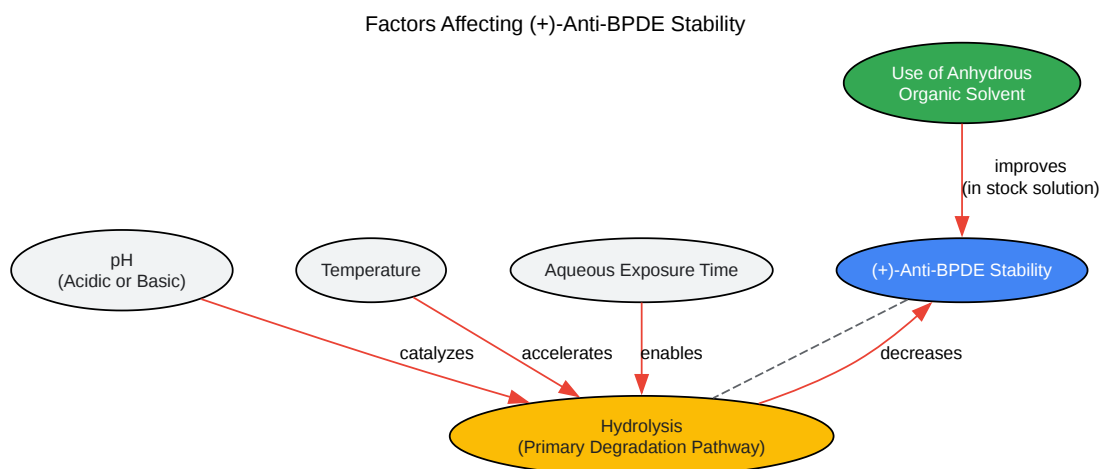 Factors Affecting (+)-Anti-BPDE Stability
Use of Anhydrous
Organic Solvent
improves
(in stock solution)
pH
(Acidic or Basic)
Temperature
Aqueous Exposure Time
(+)-Anti-BPDE Stability
catalyzes
accelerates
enables
decreases
Hydrolysis
(Primary Degradation Pathway)